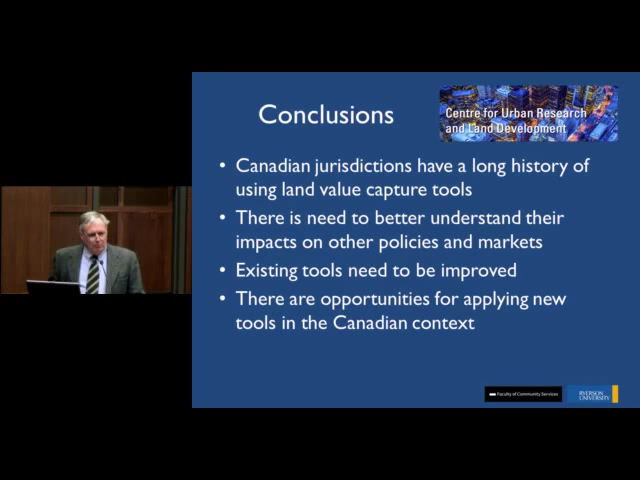 Conclusions
Centre for Urban Research
and Land Development
• Canadian jurisdictions have a long history of
using land value capture tools
• There is need to better understand their
impacts on other policies and markets
• Existing tools need to be improved
• There are opportunities for applying new
tools in the Canadian context
Faculty of Community Services
RYERSON
UNIVERSITY